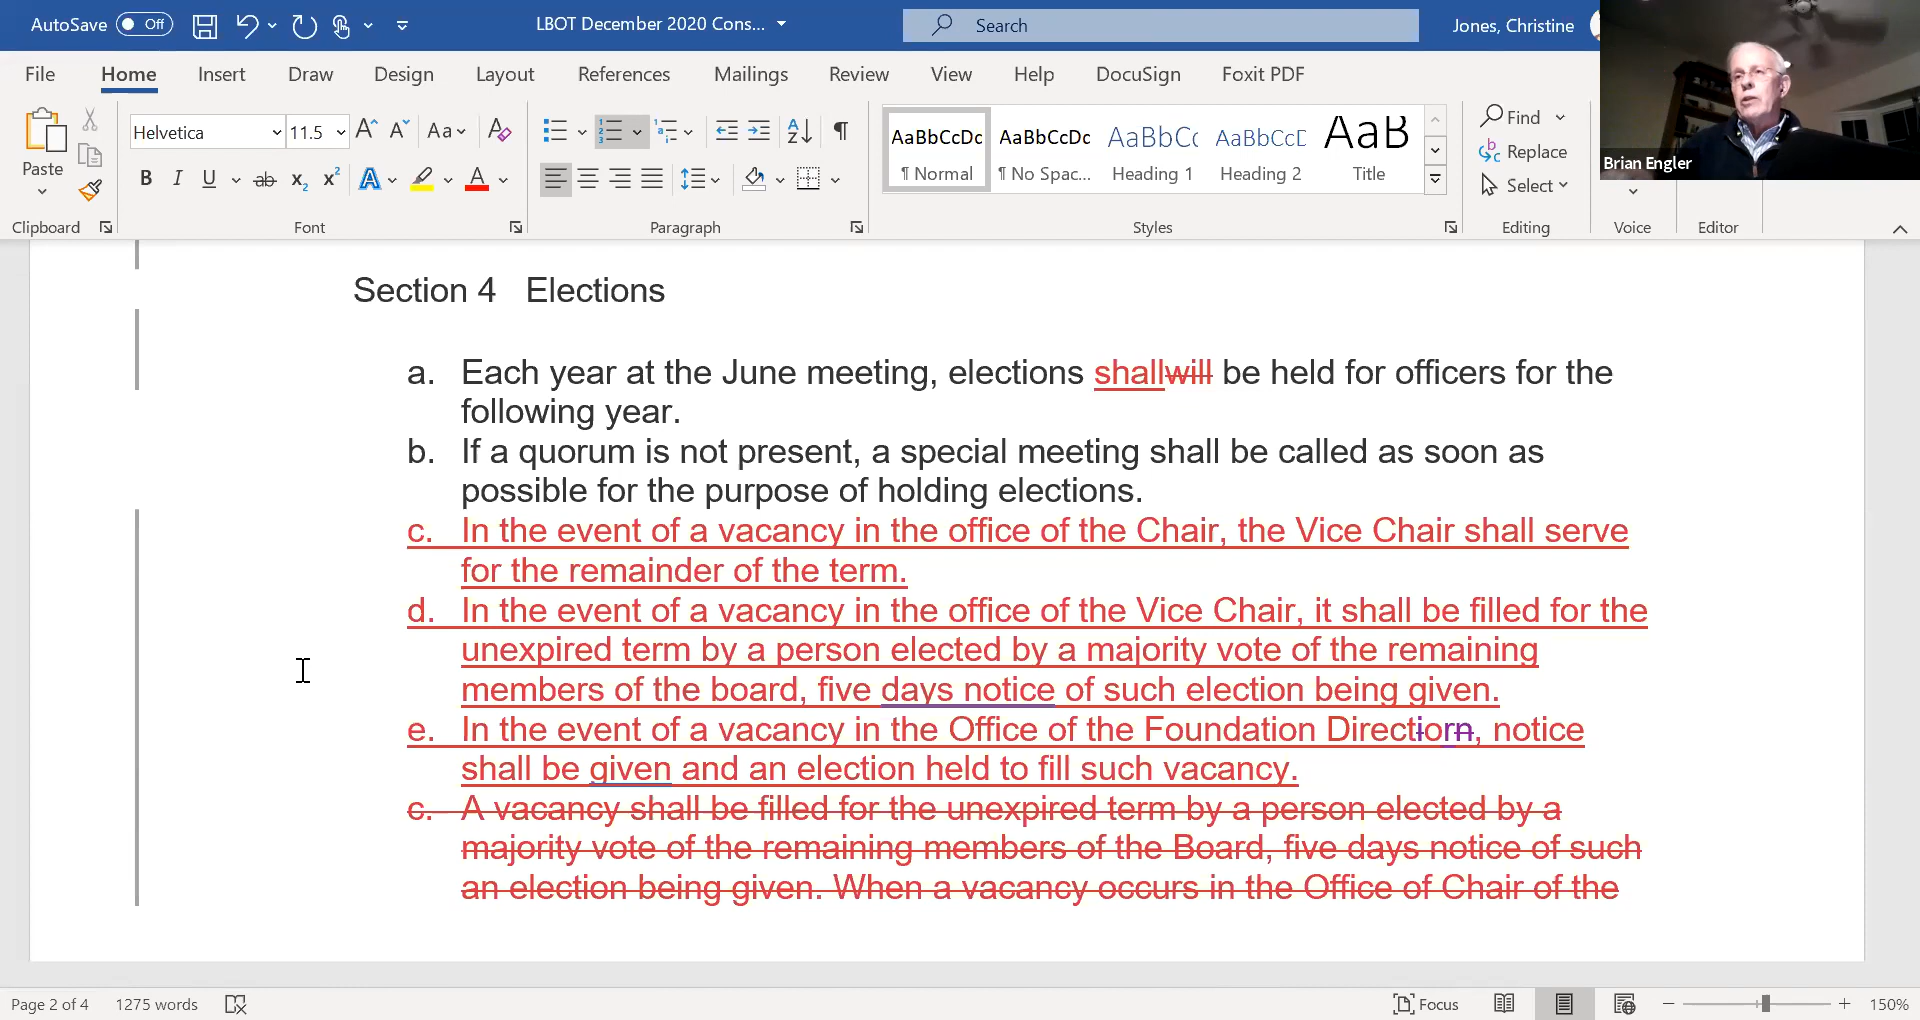 AutoSave Off LBOT December 2020 Cons... Search Jones, Christine
File Home Insert Draw Design Layout References Mailings Review View Help DocuSign Foxit PDF
Brian Engler
Paste
Helvetica 11.5 A A Aa A
B I U ab x2 x2 A A
AaBbCcDc AaBbCcDc AaBbCc AaBbCcD AaB
¶ Normal ¶ No Spac... Heading 1 Heading 2 Title
Find
Replace
Select
Clipboard Font Paragraph Styles Editing Voice Editor
Section 4 Elections
a. Each year at the June meeting, elections shallwill be held for officers for the
following year.
b. If a quorum is not present, a special meeting shall be called as soon as
possible for the purpose of holding elections.
c. In the event of a vacancy in the office of the Chair, the Vice Chair shall serve
for the remainder of the term.
d. In the event of a vacancy in the office of the Vice Chair, it shall be filled for the
unexpired term by a person elected by a majority vote of the remaining
members of the board, five days notice of such election being given.
e. In the event of a vacancy in the Office of the Foundation Directiorn, notice
shall be given and an election held to fill such vacancy.
c. A vacancy shall be filled for the unexpired term by a person elected by a
majority vote of the remaining members of the Board, five days notice of such
an election being given. When a vacancy occurs in the Office of Chair of the
Page 2 of 4 1275 words Focus 150%